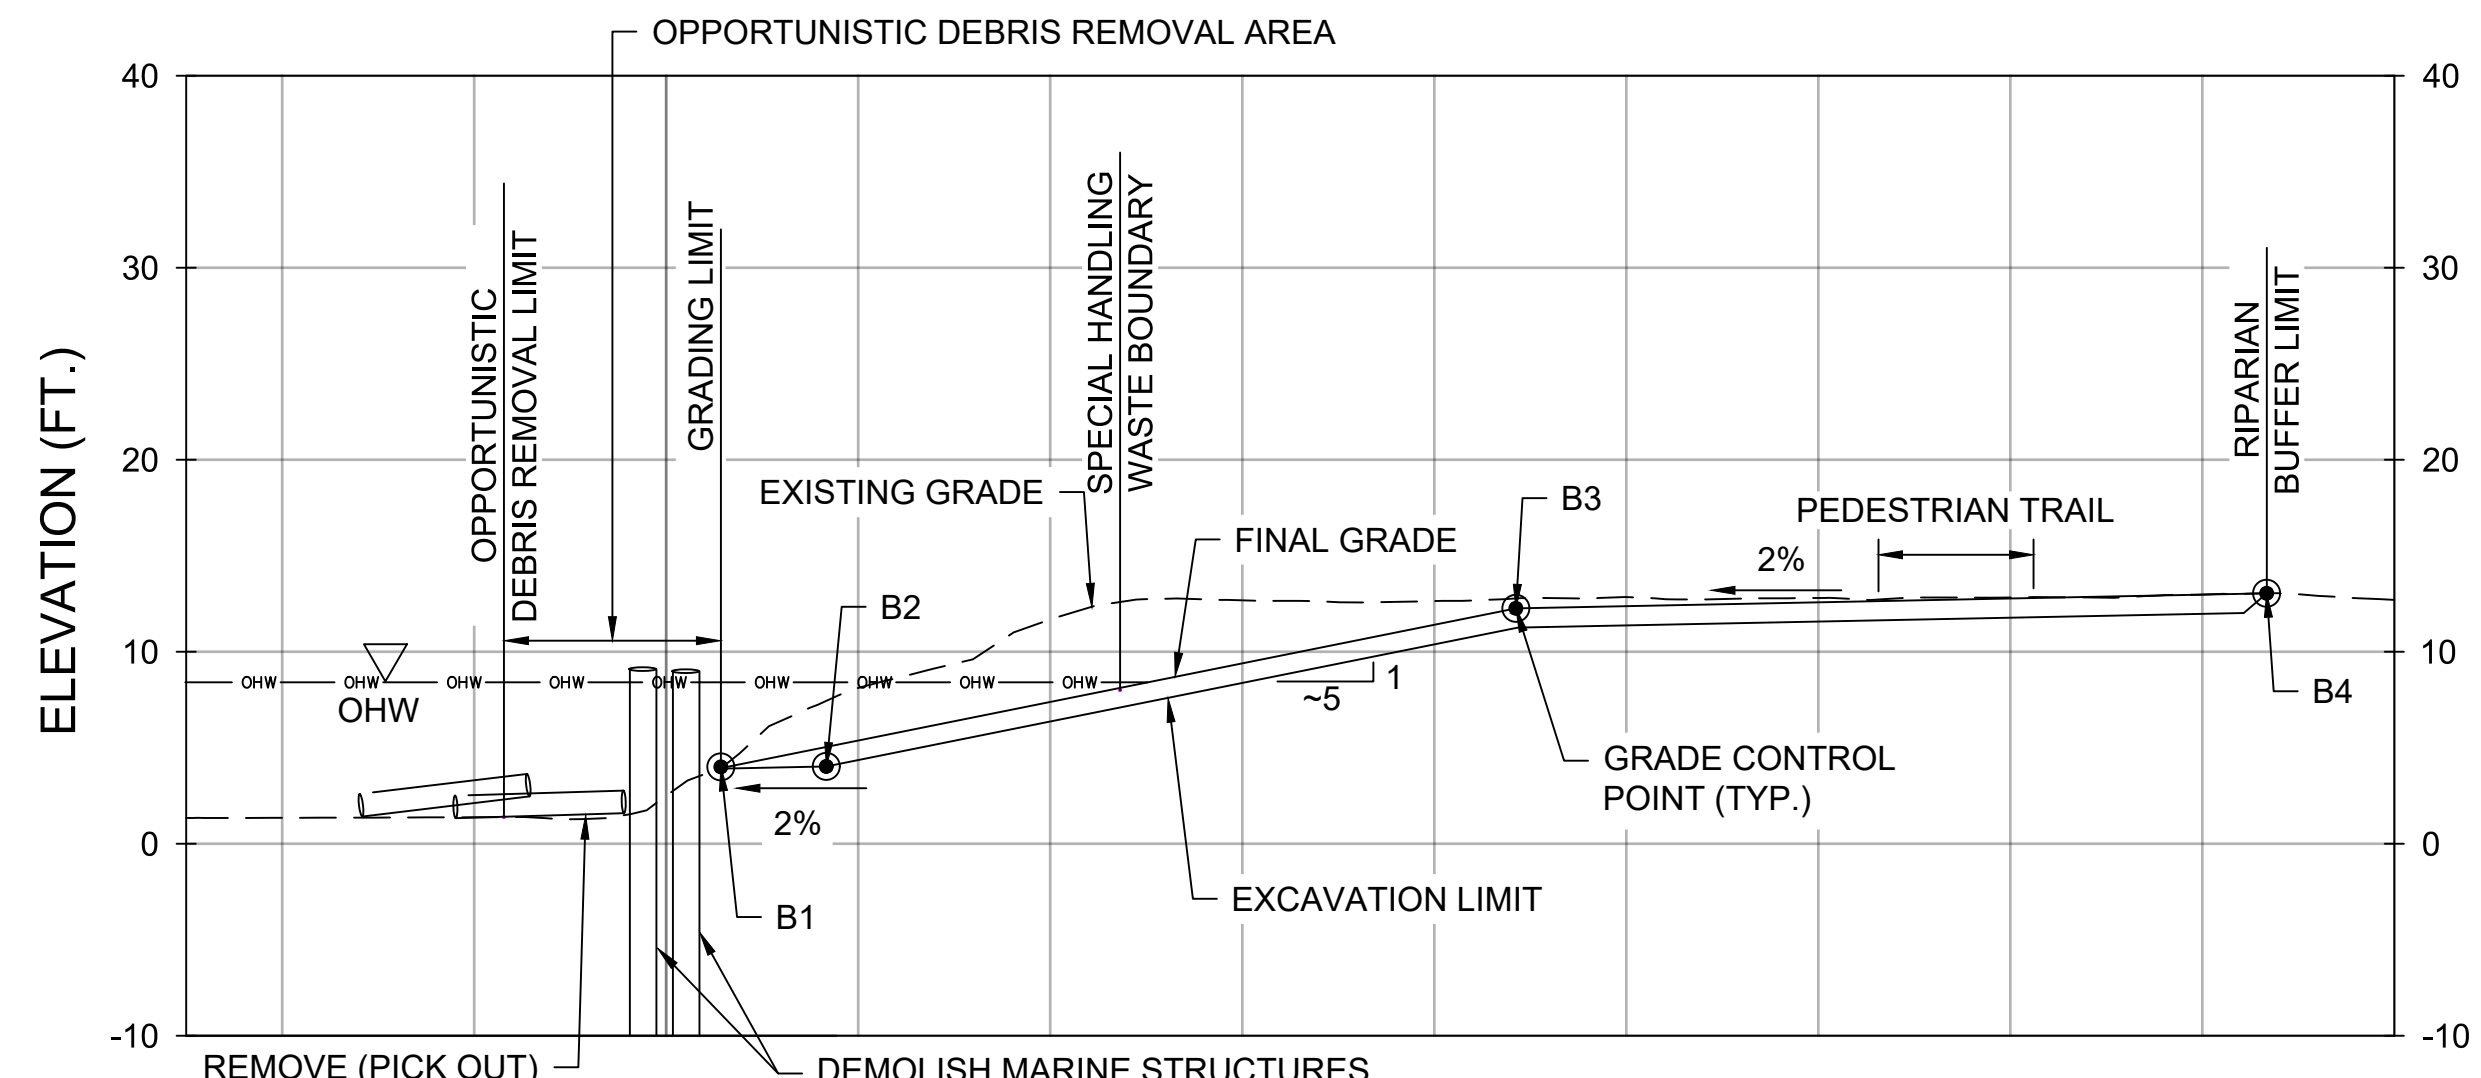 OPPORTUNISTIC DEBRIS REMOVAL AREA
40
40
30
30
20
20
10
10
0
0
-10
-10
ELEVATION (FT.)
OPPORTUNISTIC
DEBRIS REMOVAL LIMIT
GRADING LIMIT
SPECIAL HANDLING
WASTE BOUNDARY
RIPARIAN
BUFFER LIMIT
EXISTING GRADE
FINAL GRADE
B3
PEDESTRIAN TRAIL
2%
B2
OHW
OHW OHW OHW OHW OHW OHW OHW OHW OHW
~5
1
B4
GRADE CONTROL
POINT (TYP.)
2%
B1
EXCAVATION LIMIT
REMOVE (PICK OUT)
DEMOLISH MARINE STRUCTURES